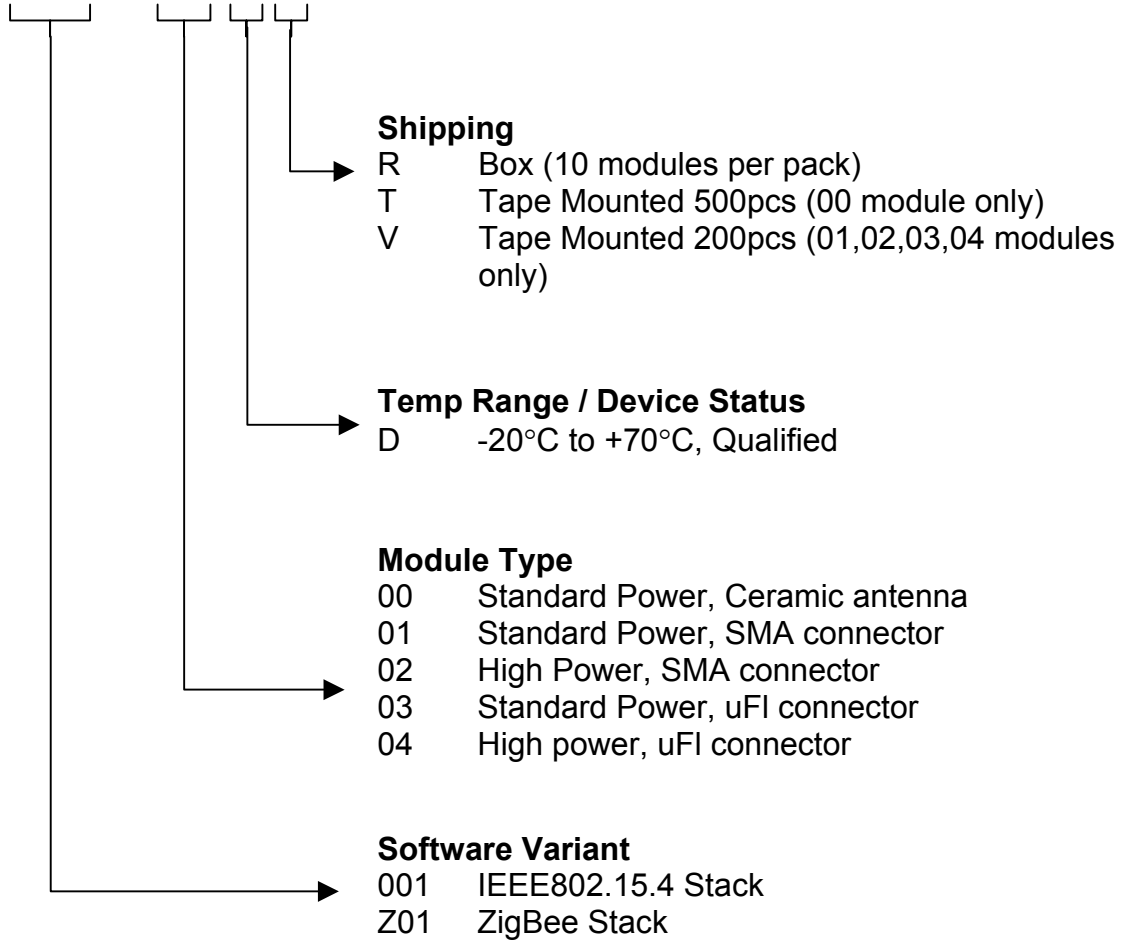 Shipping
R Box (10 modules per pack)
T Tape Mounted 500pcs (00 module only)
V Tape Mounted 200pcs (01,02,03,04 modules
only)
Temp Range / Device Status
D -20°C to +70°C, Qualified
Module Type
00 Standard Power, Ceramic antenna
01 Standard Power, SMA connector
02 High Power, SMA connector
03 Standard Power, uFl connector
04 High power, uFl connector
Software Variant
001 IEEE802.15.4 Stack
Z01 ZigBee Stack